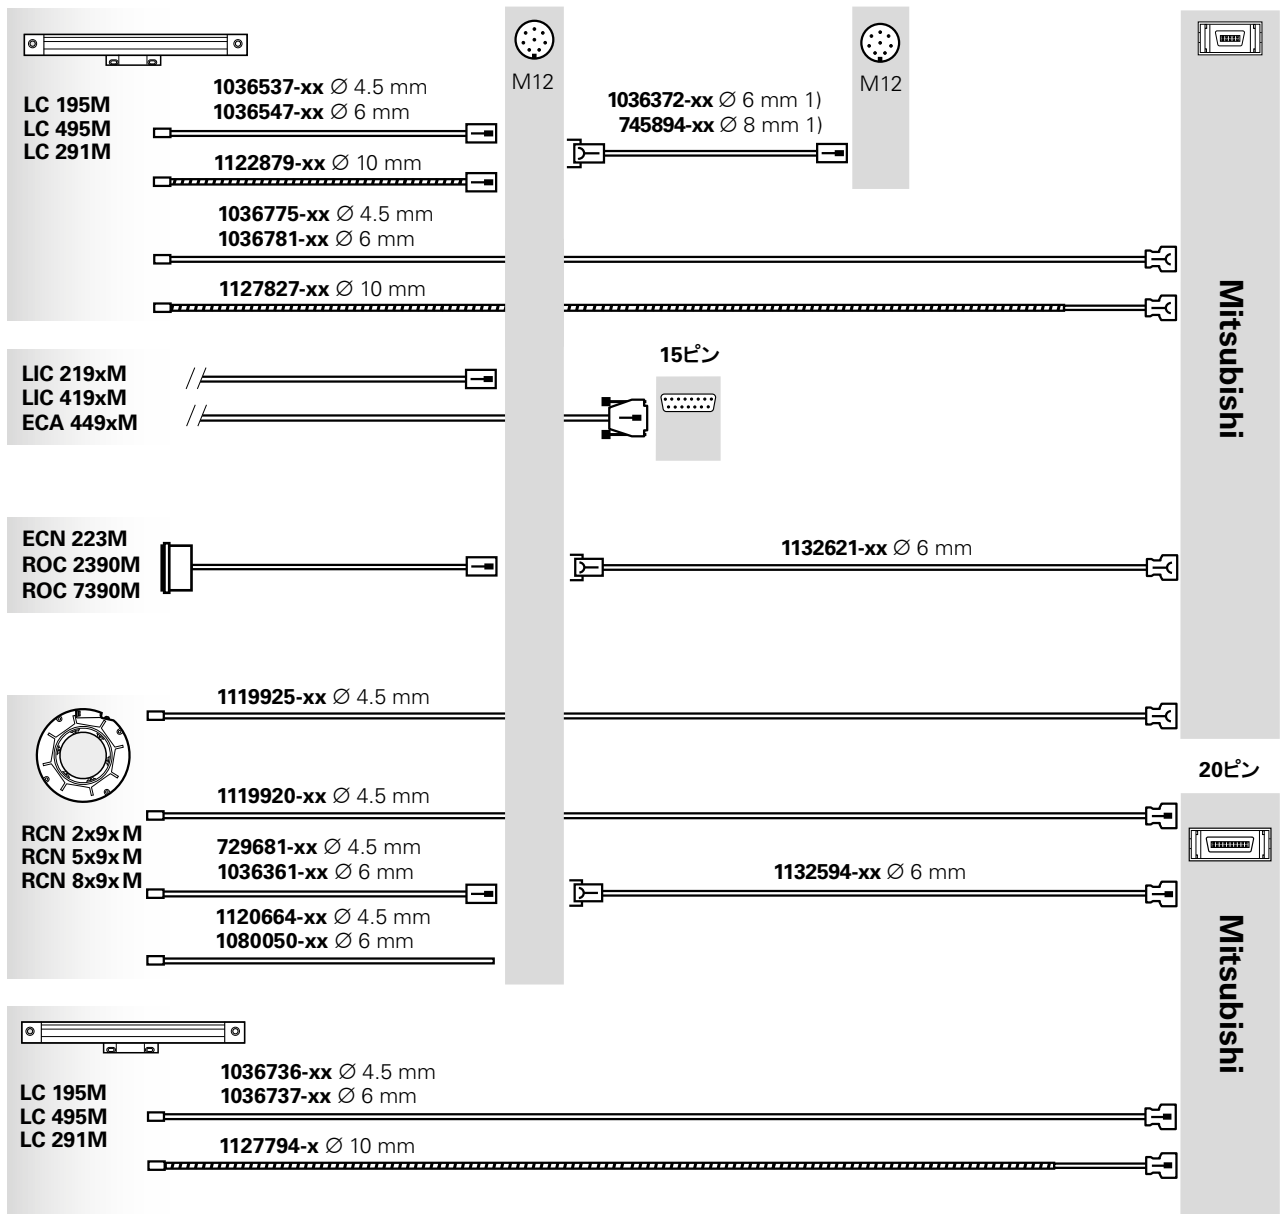 M12
M12
LC 195M
LC 495M
LC 291M
1036537-xx Ø 4.5 mm
1036547-xx Ø 6 mm
1122879-xx Ø 10 mm
1036775-xx Ø 4.5 mm
1036781-xx Ø 6 mm
1127827-xx Ø 10 mm
1036372-xx Ø 6 mm 1)
745894-xx Ø 8 mm 1)
Mitsubishi
LIC 219xM
LIC 419xM
ECA 449xM
15ピン
ECN 223M
ROC 2390M
ROC 7390M
1132621-xx Ø 6 mm
1119925-xx Ø 4.5 mm
20ピン
1119920-xx Ø 4.5 mm
RCN 2x9x M
RCN 5x9x M
RCN 8x9x M
729681-xx Ø 4.5 mm
1036361-xx Ø 6 mm
1132594-xx Ø 6 mm
1120664-xx Ø 4.5 mm
1080050-xx Ø 6 mm
Mitsubishi
LC 195M
LC 495M
LC 291M
1036736-xx Ø 4.5 mm
1036737-xx Ø 6 mm
1127794-x Ø 10 mm